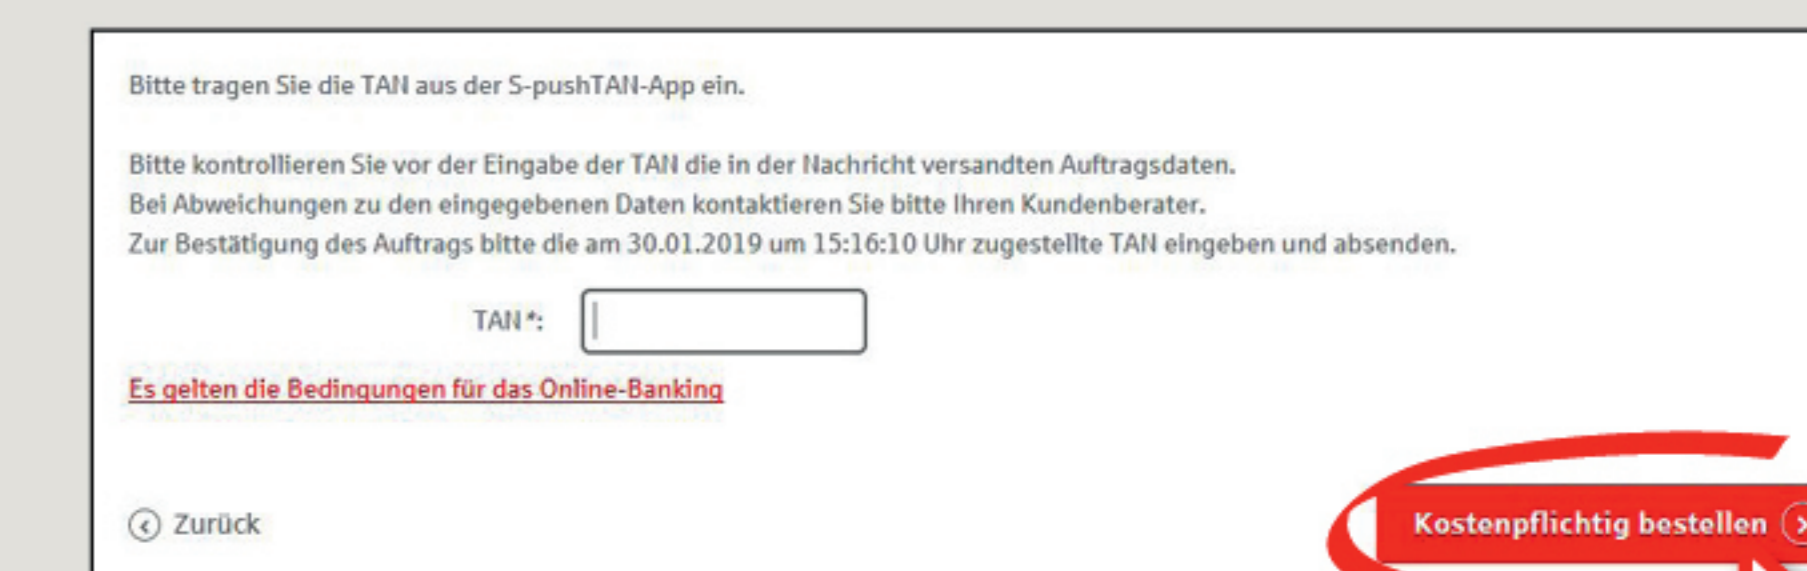 Bitte tragen Sie die TAN aus der S-pushTAN-App ein.
Bitte kontrollieren Sie vor der Eingabe der TAN die in der Nachricht versandten Auftragsdaten.
Bei Abweichungen zu den eingegebenen Daten kontaktieren Sie bitte Ihren Kundenberater.
Zur Bestätigung des Auftrags bitte die am 30.01.2019 um 15:16:10 Uhr zugestellte TAN eingeben und absenden.
TAN*:
Es gelten die Bedingungen für das Online-Banking
Zurück
Kostenpflichtig bestellen